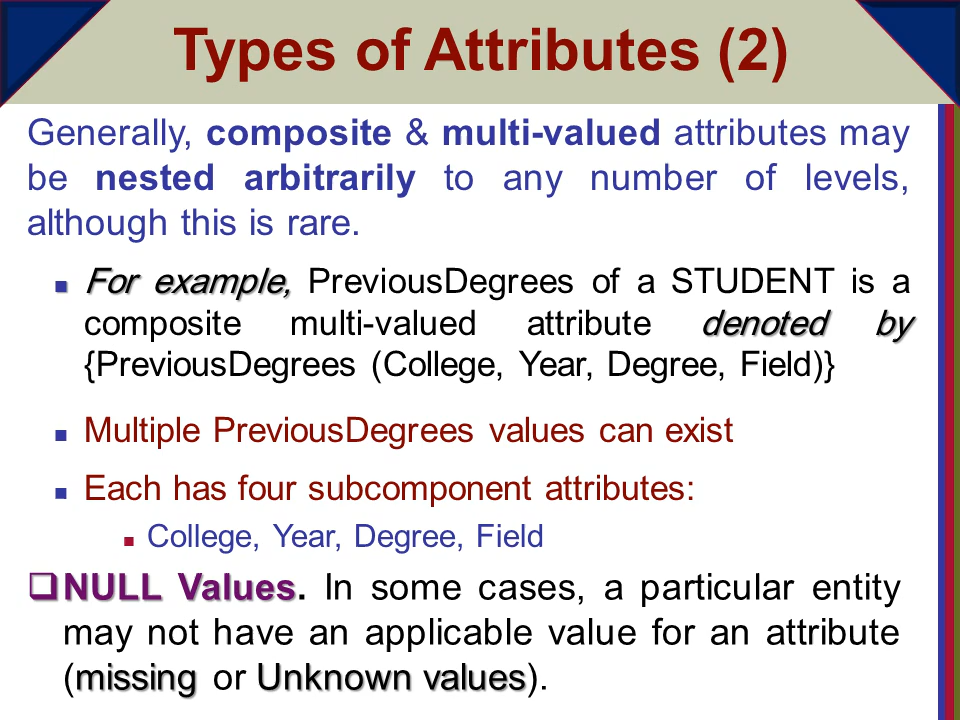 Types of Attributes (2)
Generally, composite & multi-valued attributes may
be nested arbitrarily to any number of levels,
although this is rare.
For example, PreviousDegrees of a STUDENT is a
composite multi-valued attribute denoted by
{PreviousDegrees (College, Year, Degree, Field)}
Multiple PreviousDegrees values can exist
Each has four subcomponent attributes:
College, Year, Degree, Field
NULL Values. In some cases, a particular entity
may not have an applicable value for an attribute
(missing or Unknown values).